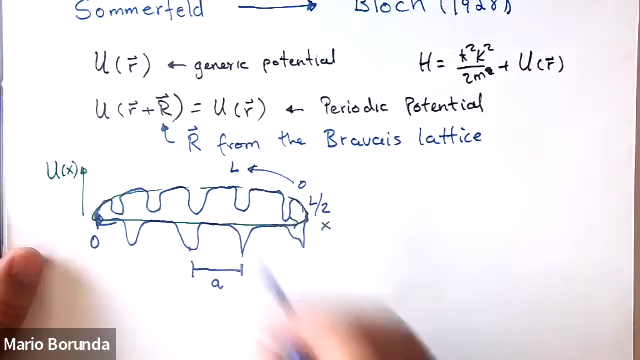 Sommerfeld → Bloch (1928)
U(r⃗) ← generic potential
H = ħ²k²/2m + U(r⃗)
U(r⃗+R⃗) = U(r⃗) ← Periodic Potential
R⃗ from the Bravais lattice
U(x)
L ← 0
L/2
x
0
a
Mario Borunda